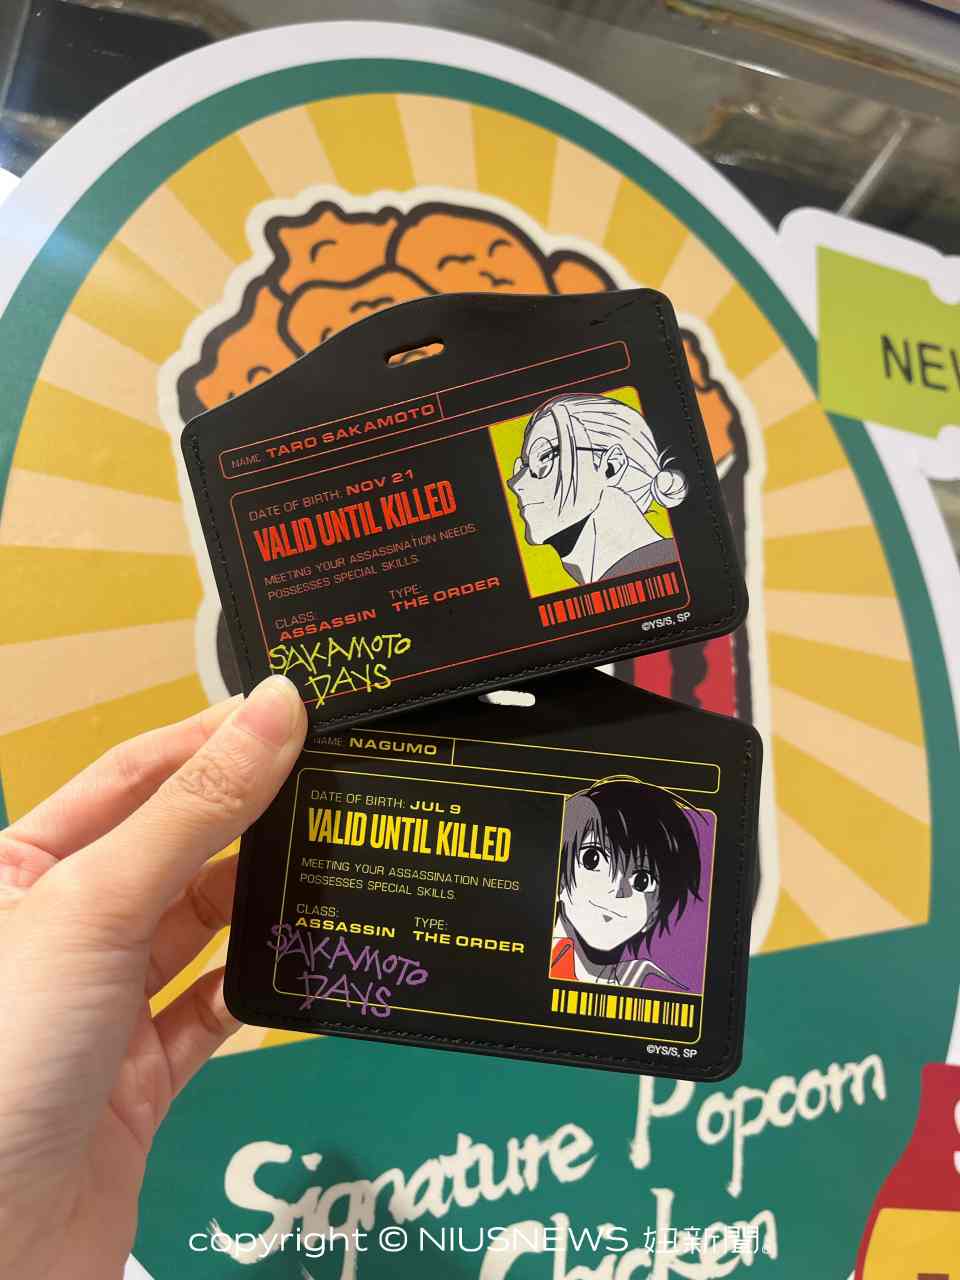 NEW
NAME TARO SAKAMOTO
DATE OF BIRTH: NOV 21
VALID UNTIL KILLED
MEETING YOUR ASSASSINATION NEEDS.
POSSESSES SPECIAL SKILLS.
CLASS: TYPE:
ASSASSIN THE ORDER
SAKAMOTO
DAYS
©YS/S, SP
NAME NAGUMO
DATE OF BIRTH: JUL 9
VALID UNTIL KILLED
MEETING YOUR ASSASSINATION NEEDS.
POSSESSES SPECIAL SKILLS.
CLASS: TYPE:
ASSASSIN THE ORDER
SAKAMOTO
DAYS
©YS/S, SP
Signature Popcorn
Chicken
copyright © NIUSNEWS 妞新聞。